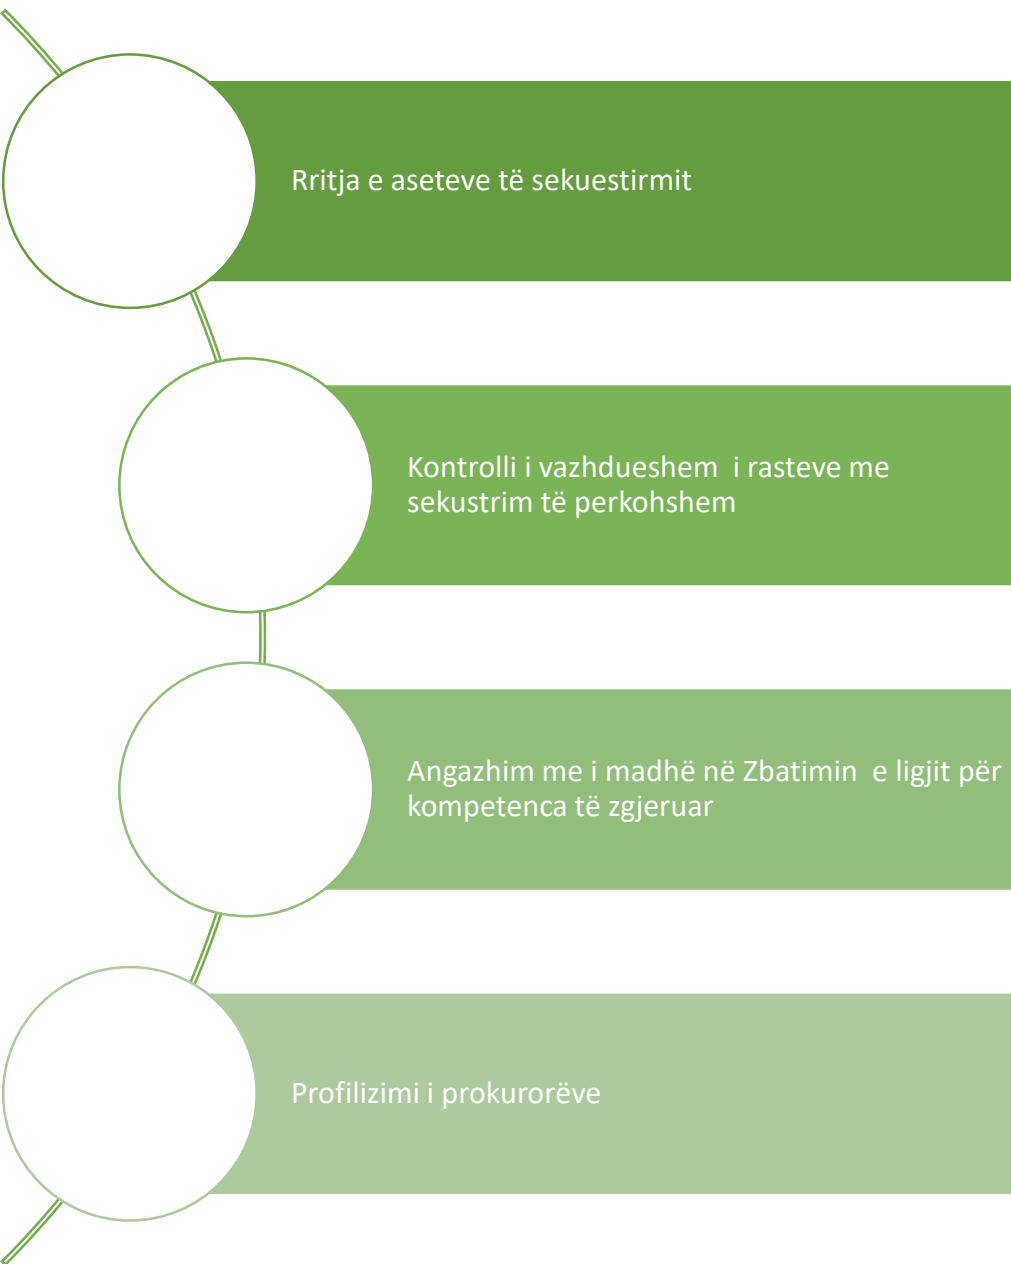 Rritja e aseteve të sekuestirmit
Kontrolli i vazhdueshem  i rasteve me
sekustrim të perkohshem
Angazhim me i madhë në Zbatimin  e ligjit për
kompetenca të zgjeruar
Profilizimi i prokurorëve